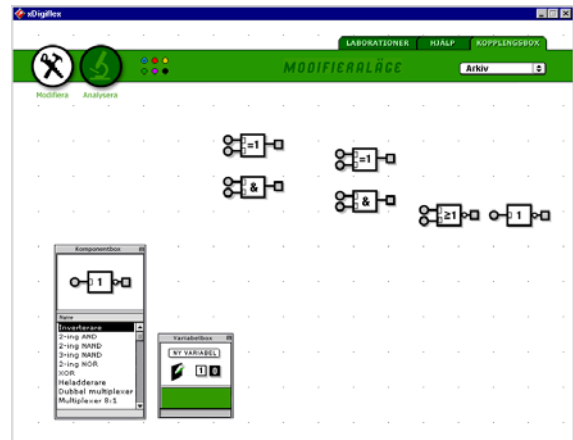 xDigiflex
LABORATIONER HJÄLP KOPPLINGSBOX
MODIFIERALÄGE
Arkiv
Modifiera Analysera
=1
=1
&
&
≥1
1
Komponentbox
1
Namn
Inverterare
2-ing AND
2-ing NAND
3-ing NAND
2-ing NOR
XOR
Heladderare
Dubbel multiplexer
Multiplexer 8:1
Variabelbox
NY VARIABEL
1 0